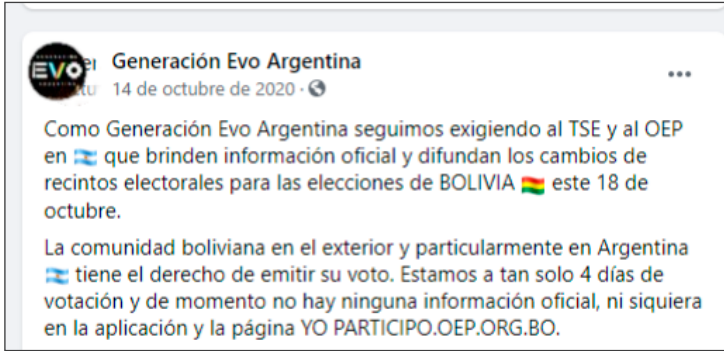 EVO
Generación Evo Argentina
14 de octubre de 2020 ·
Como Generación Evo Argentina seguimos exigiendo al TSE y al OEP
en 🇦🇷 que brinden información oficial y difundan los cambios de
recintos electorales para las elecciones de BOLIVIA 🇧🇴 este 18 de
octubre.
La comunidad boliviana en el exterior y particularmente en Argentina
🇦🇷 tiene el derecho de emitir su voto. Estamos a tan solo 4 días de
votación y de momento no hay ninguna información oficial, ni siquiera
en la aplicación y la página YO PARTICIPO.OEP.ORG.BO.